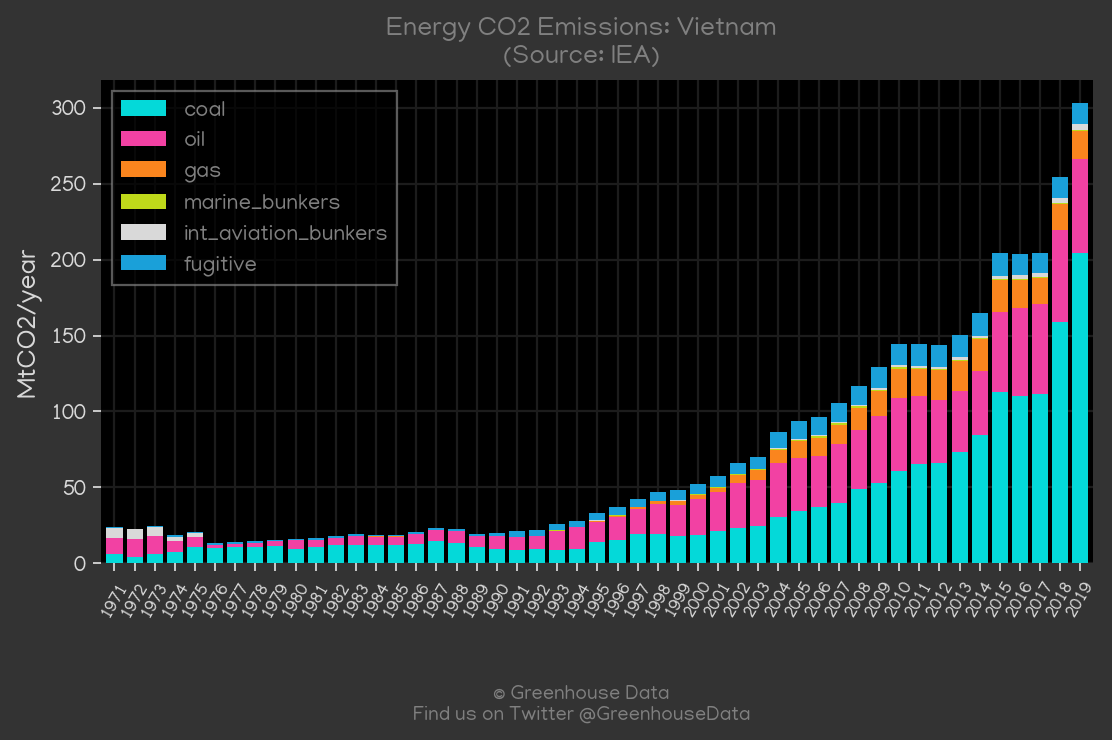 Energy CO2 Emissions: Vietnam
(Source: IEA)
coal
oil
gas
marine_bunkers
int_aviation_bunkers
fugitive
MtCO2/year
300
250
200
150
100
50
0
1971 1972 1973 1974 1975 1976 1977 1978 1979 1980 1981 1982 1983 1984 1985 1986 1987 1988 1989 1990 1991 1992 1993 1994 1995 1996 1997 1998 1999 2000 2001 2002 2003 2004 2005 2006 2007 2008 2009 2010 2011 2012 2013 2014 2015 2016 2017 2018 2019
© Greenhouse Data
Find us on Twitter @GreenhouseData